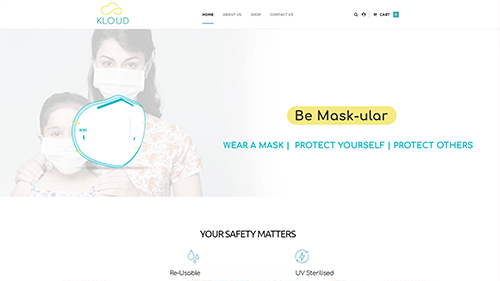 KLOUD
HOME ABOUT US SHOP CONTACT US
CART 0
N95
Be Mask-ular
WEAR A MASK | PROTECT YOURSELF | PROTECT OTHERS
YOUR SAFETY MATTERS
Re-Usable
UV Sterilised